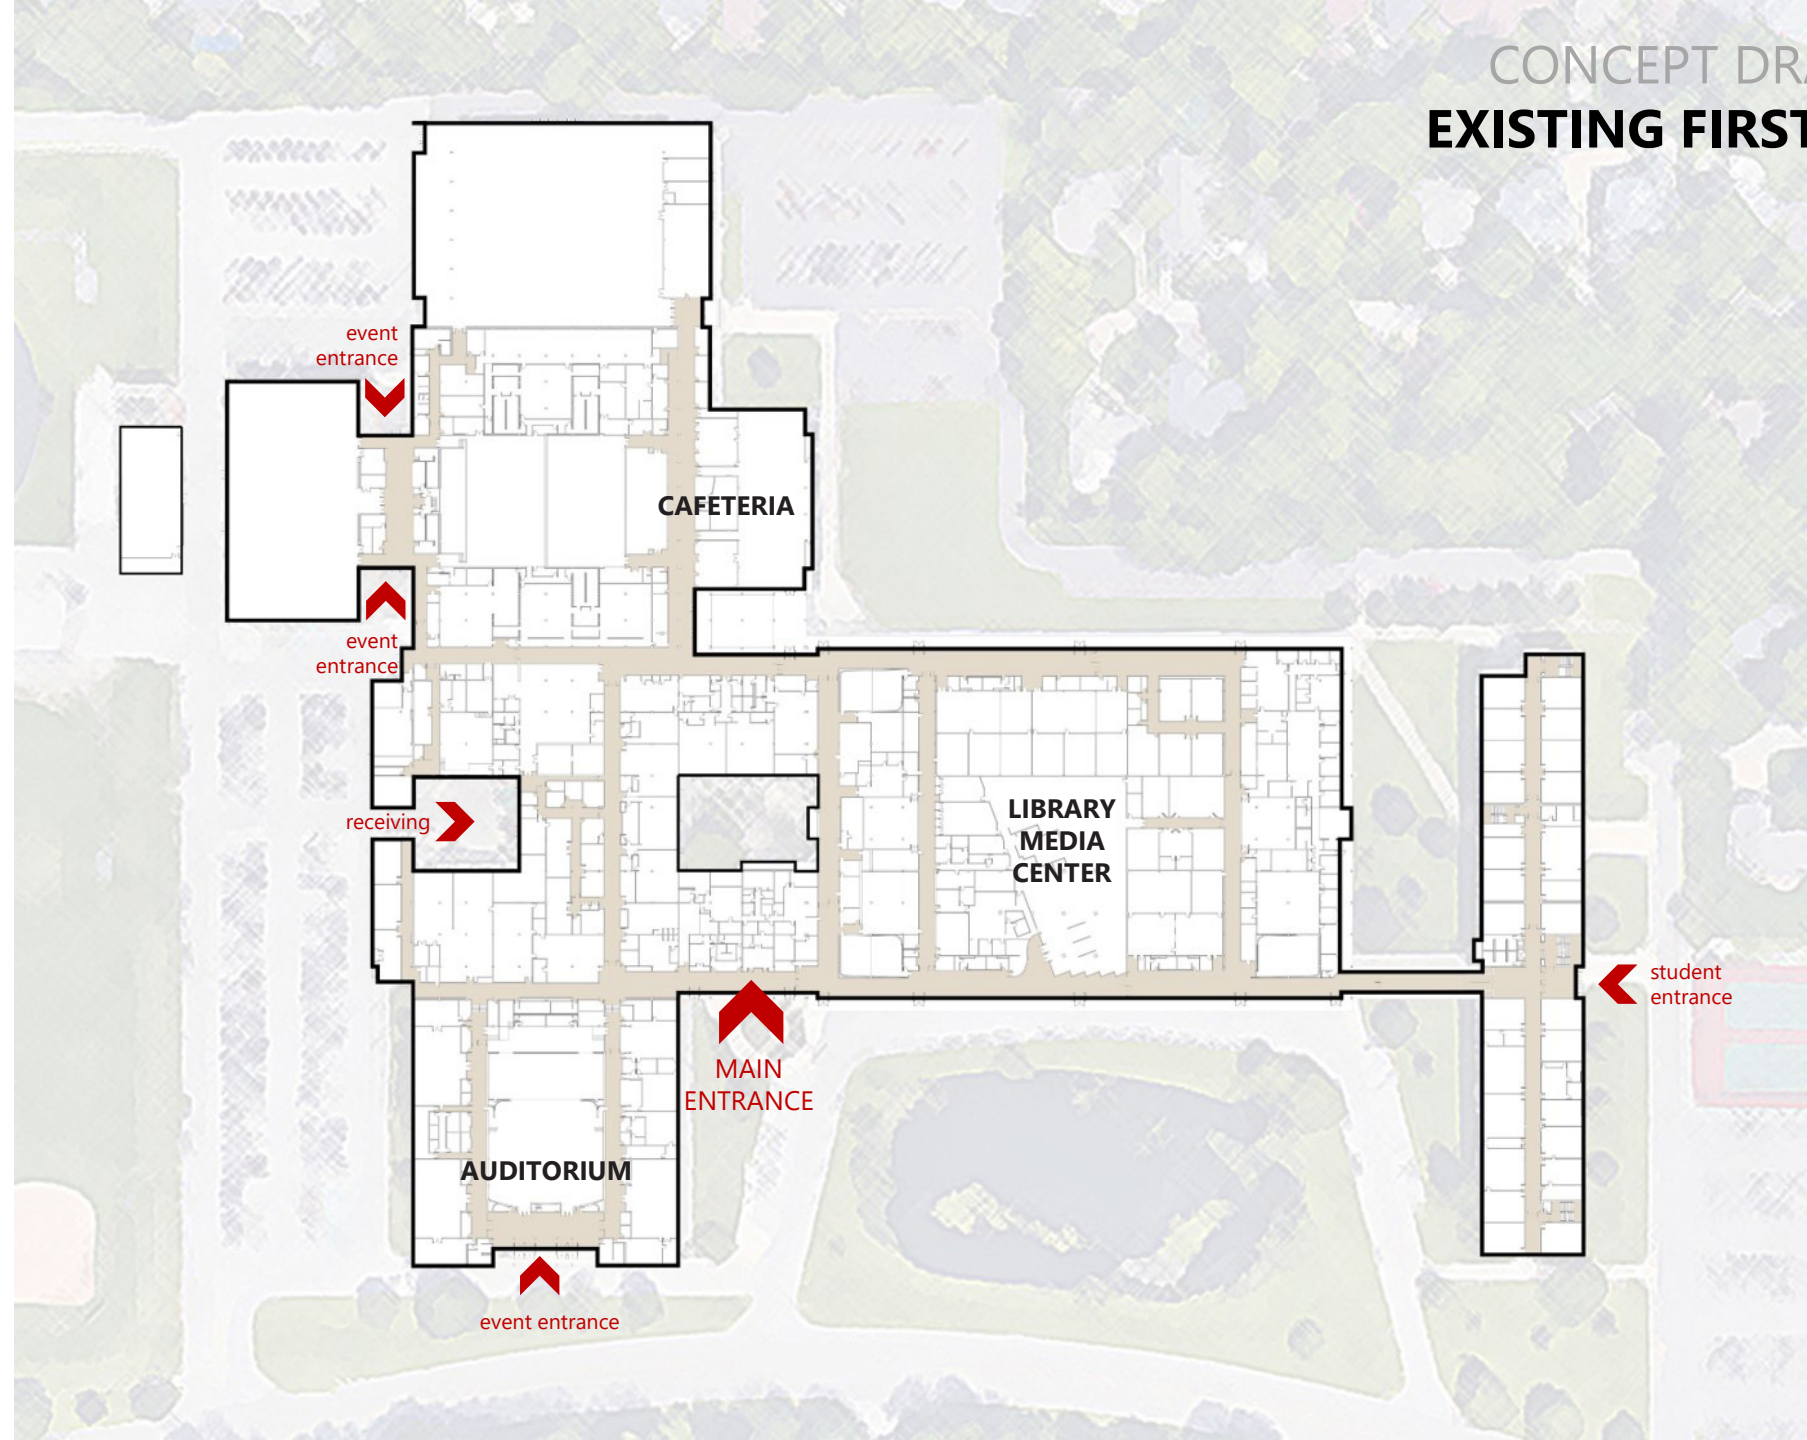 CONCEPT DRA
EXISTING FIRST
event
entrance
CAFETERIA
event
entrance
receiving
LIBRARY
MEDIA
CENTER
student
entrance
MAIN
ENTRANCE
AUDITORIUM
event entrance